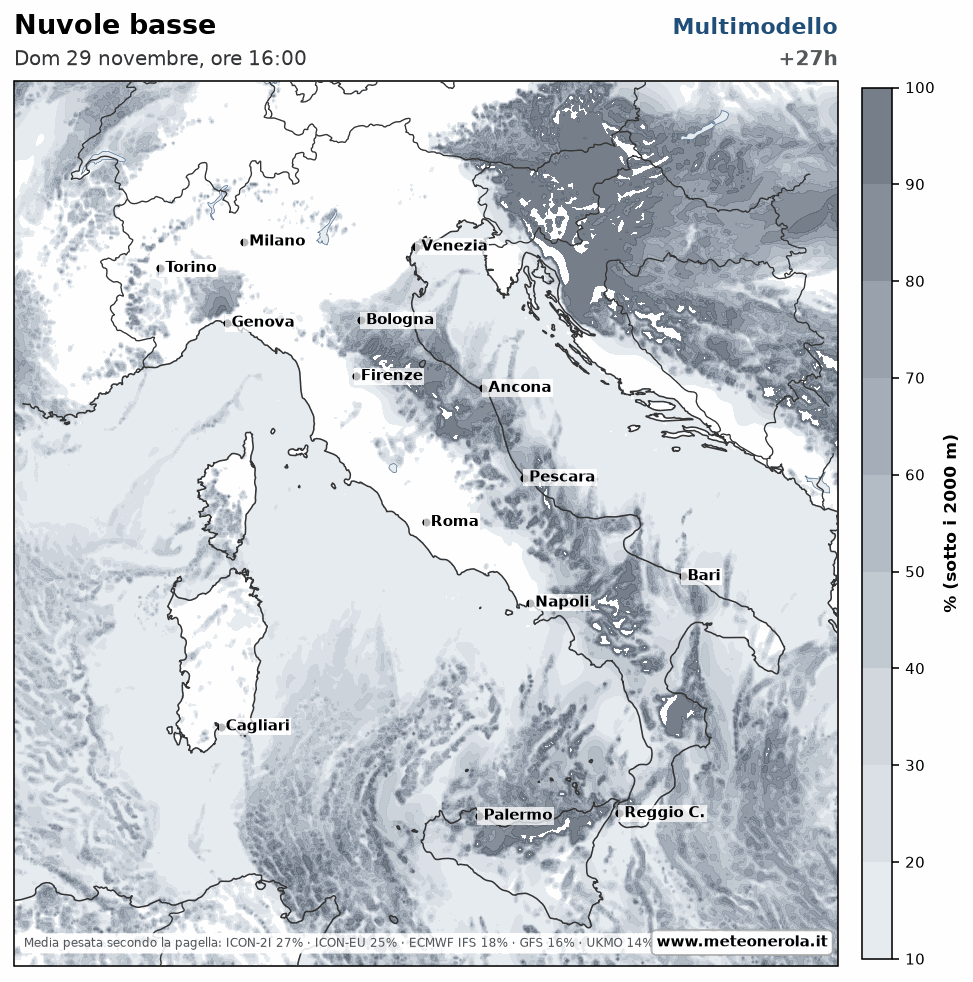 Nuvole basse
Multimodello
Dom 29 novembre, ore 16:00
+27h
Milano
Venezia
Torino
Genova
Bologna
Firenze
Ancona
Pescara
Roma
Bari
Napoli
Cagliari
Palermo
Reggio C.
100
90
80
70
60
50
40
30
20
10
% (sotto i 2000 m)
Media pesata secondo la pagella: ICON-2I 27% · ICON-EU 25% · ECMWF IFS 18% · GFS 16% · UKMO 14%
www.meteonerola.it